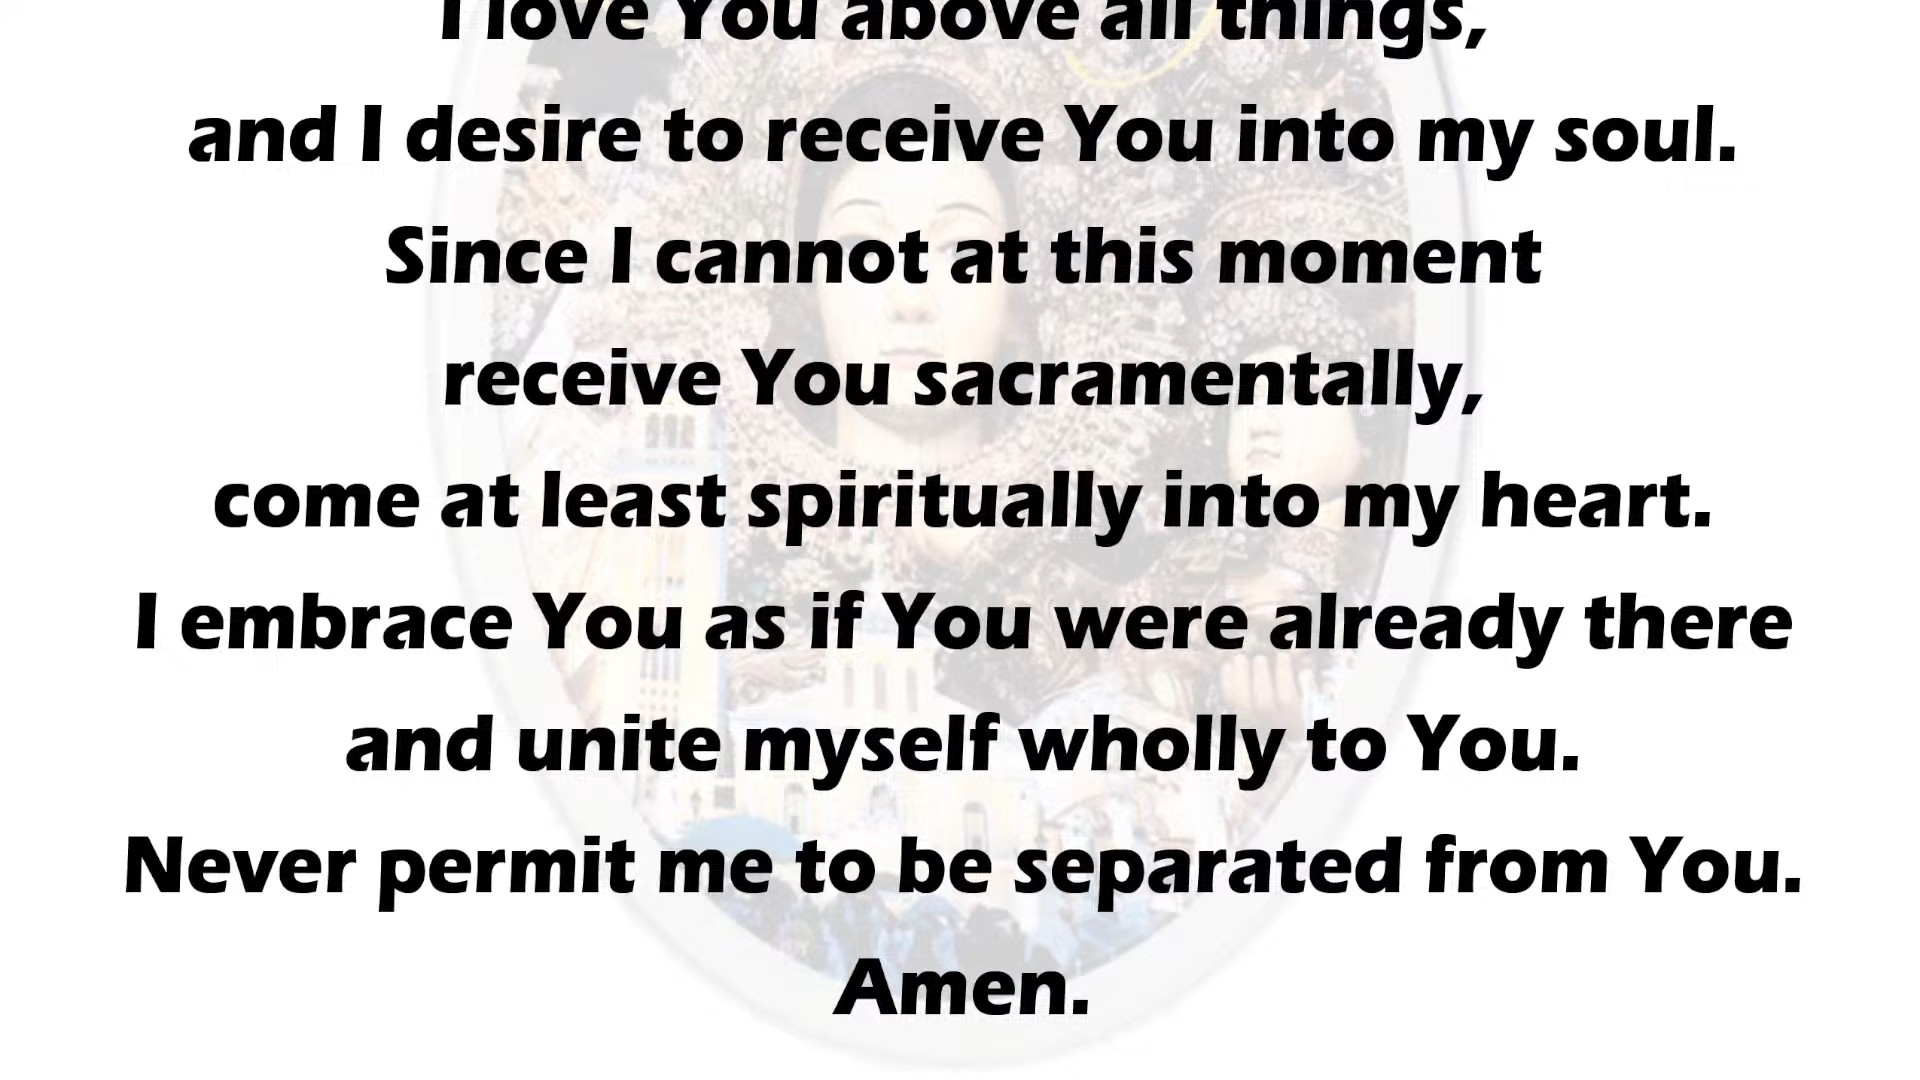 I love You above all things,
and I desire to receive You into my soul.
Since I cannot at this moment
receive You sacramentally,
come at least spiritually into my heart.
I embrace You as if You were already there
and unite myself wholly to You.
Never permit me to be separated from You.
Amen.